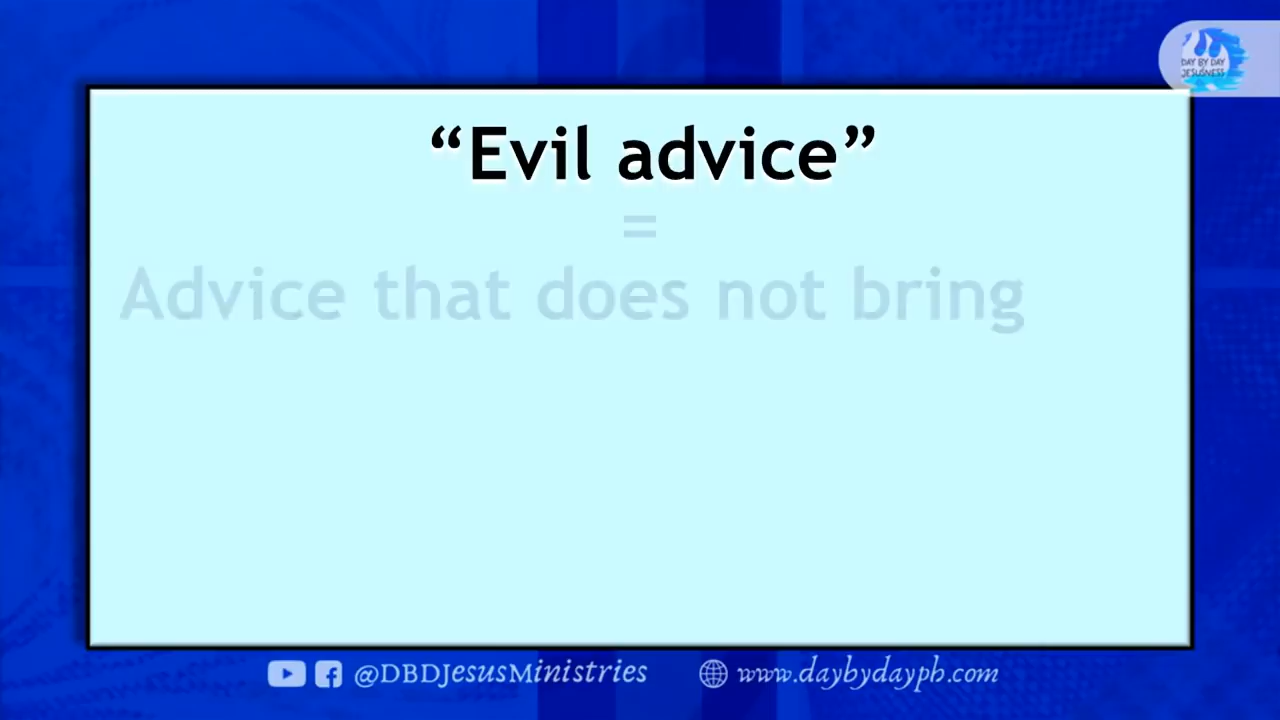 DAY BY DAY
JESUSNESS
“Evil advice”
=
Advice that does not bring
@DBDJesusMinistries
www.daybydayph.com